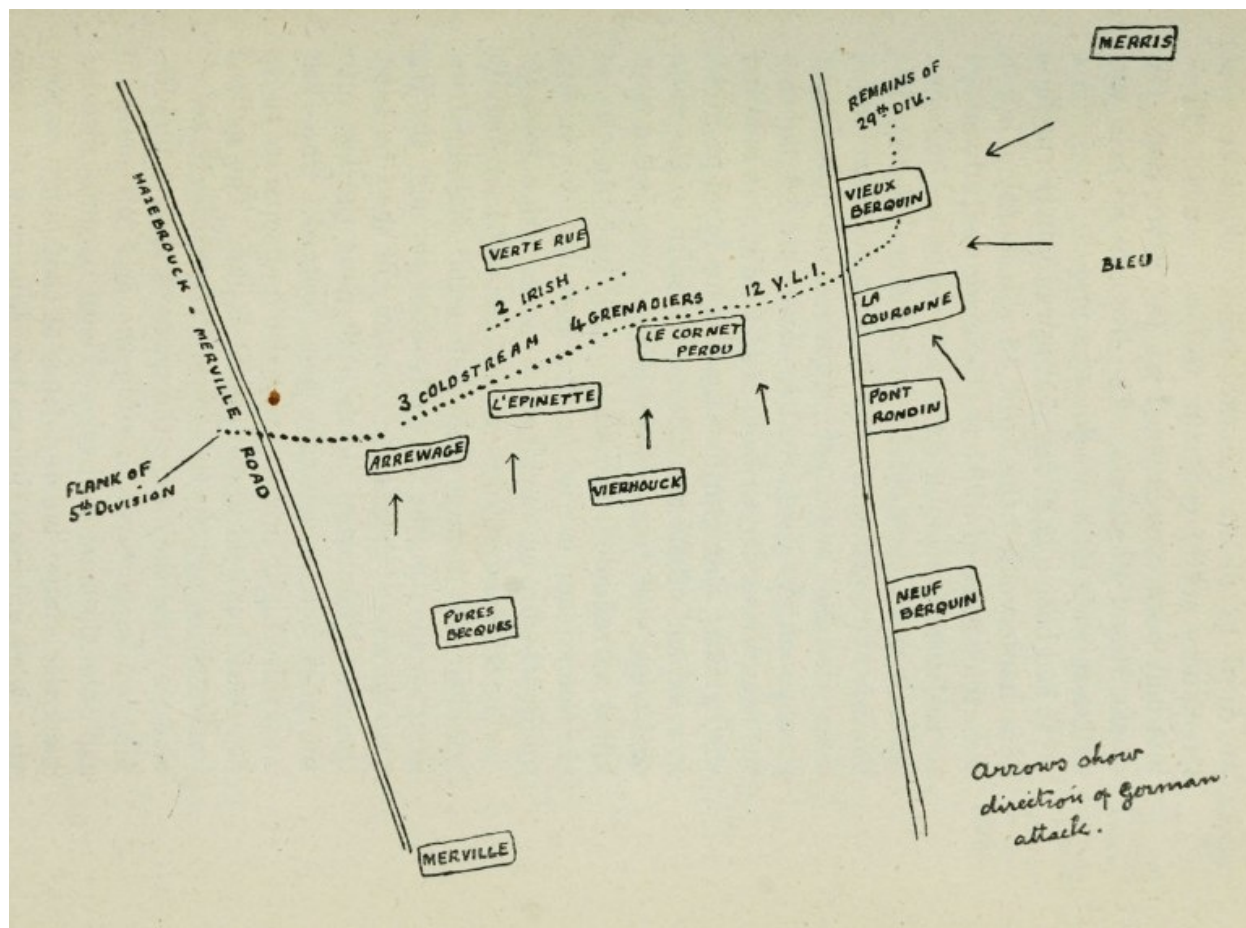 MERRIS
REMAINS OF
29th DIV.
VIEUX
BERQUIN
HAZEBROUCK - MERVILLE ROAD
VERTE RUE
BLEU
2 IRISH
12 Y.L.I.
4 GRENADIERS
LA
COURONNE
LE CORNET
PERDU
3 COLDSTREAM
L'EPINETTE
PONT
RONDIN
ARREWAGE
FLANK OF
5th DIVISION
VIERHOUCK
NEUF
BERQUIN
PURES
BECQUES
Arrows show
direction of German
attack.
MERVILLE